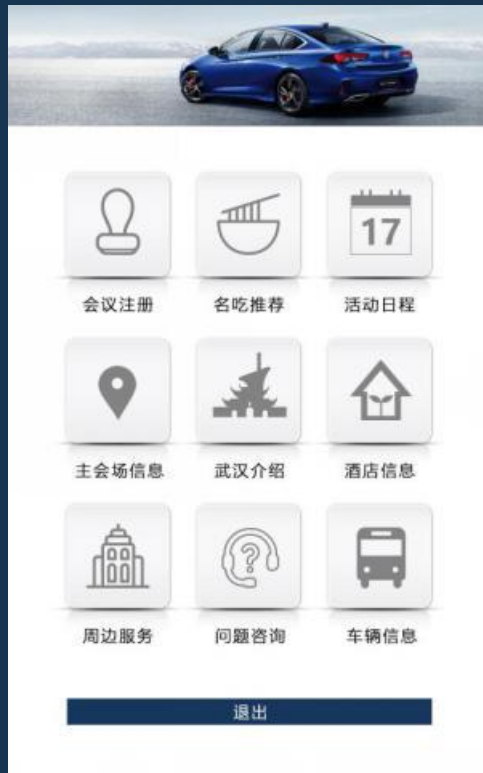 17
会议注册
名吃推荐
活动日程
主会场信息
武汉介绍
酒店信息
?
周边服务
问题咨询
车辆信息
退出